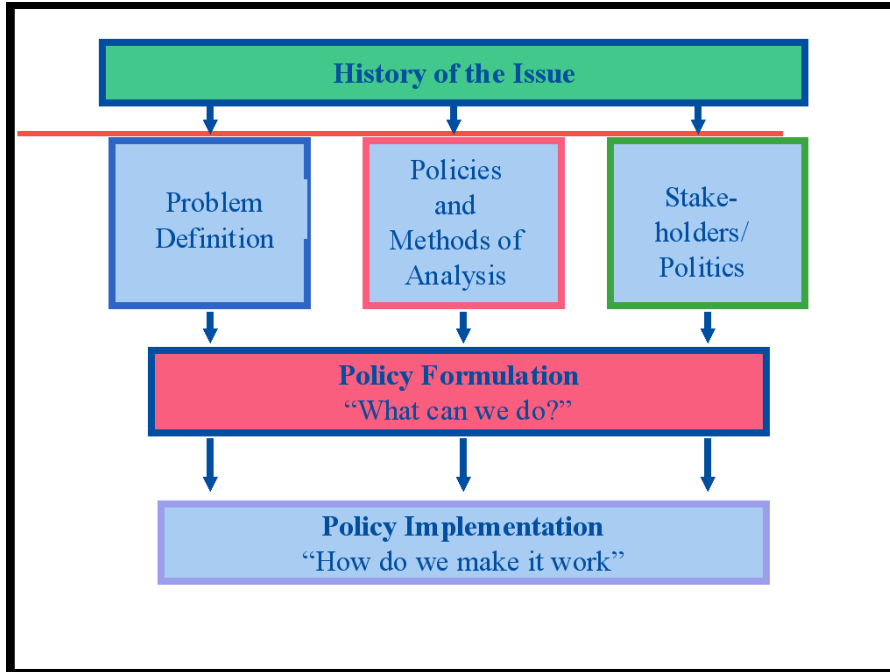 History of the Issue
Problem
Definition
Policies
and
Methods of
Analysis
Stake-
holders/
Politics
Policy Formulation
“What can we do?”
Policy Implementation
“How do we make it work”